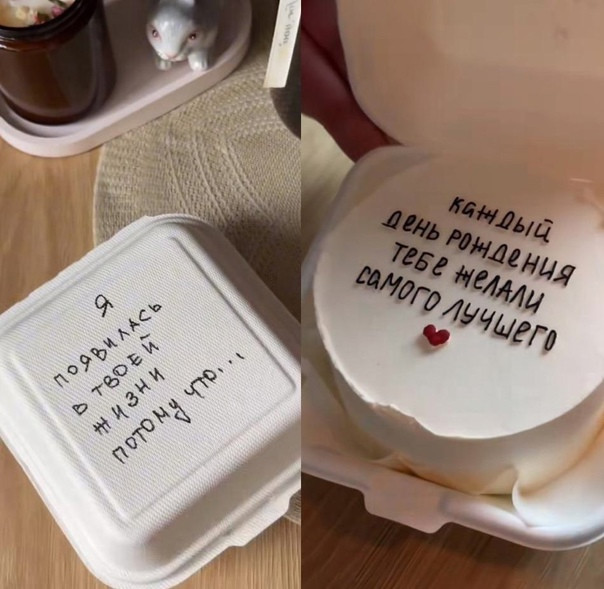 Я
ПОЯВИЛАСЬ
В ТВОЕЙ
ЖИЗНИ
ПОТОМУ ЧТО...
КАЖДЫЙ
ДЕНЬ РОЖДЕНИЯ
ТЕБЕ ЖЕЛАЛИ
САМОГО ЛУЧШЕГО